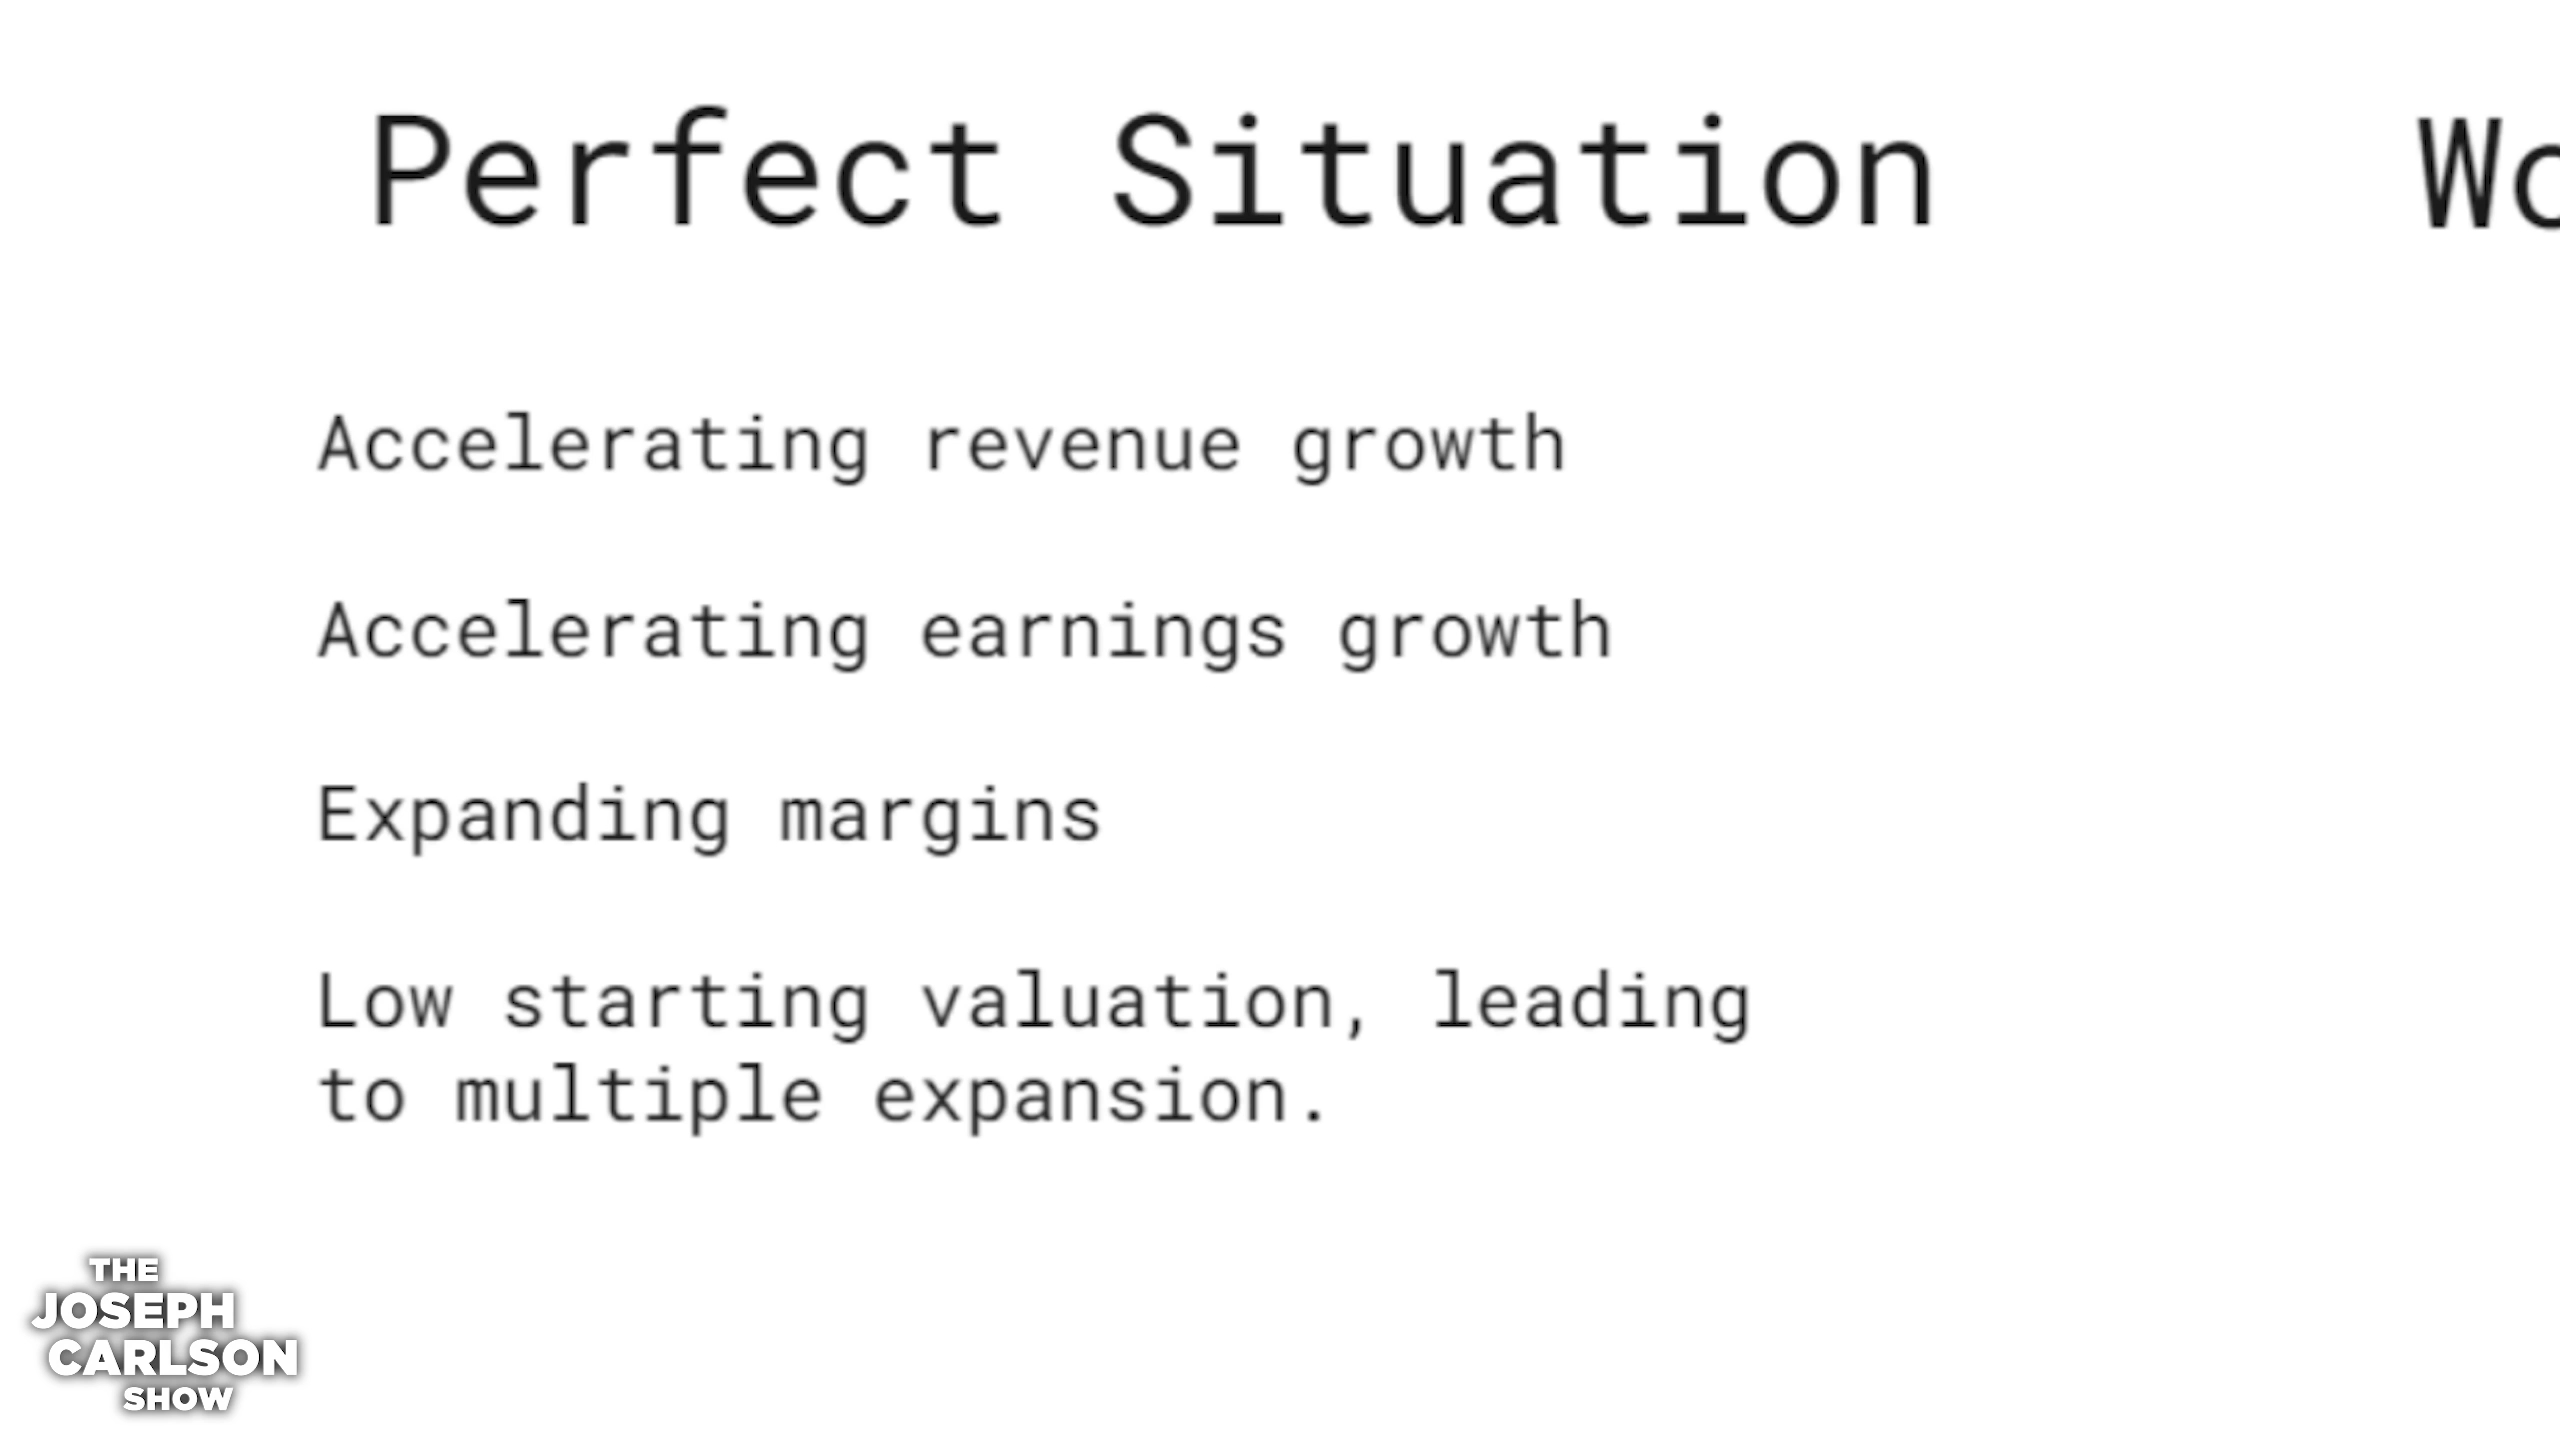 Perfect Situation
Accelerating revenue growth
Accelerating earnings growth
Expanding margins
Low starting valuation, leading
to multiple expansion.
THE
JOSEPH
CARLSON
SHOW